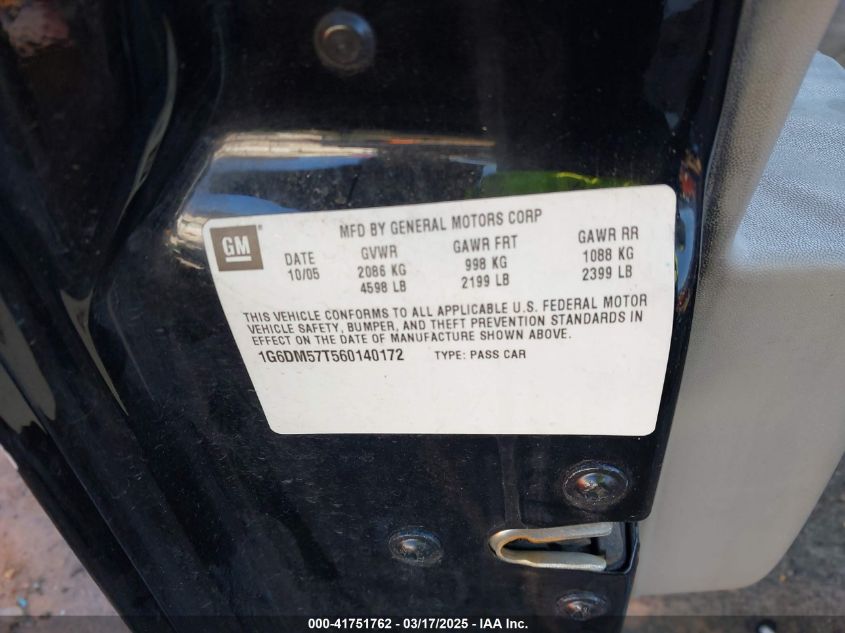 MFD BY GENERAL MOTORS CORP
GM
DATE GVWR GAWR FRT GAWR RR
10/05 2086 KG 998 KG 1088 KG
4598 LB 2199 LB 2399 LB
THIS VEHICLE CONFORMS TO ALL APPLICABLE U.S. FEDERAL MOTOR
VEHICLE SAFETY, BUMPER, AND THEFT PREVENTION STANDARDS IN
EFFECT ON THE DATE OF MANUFACTURE SHOWN ABOVE.
1G6DM57T560140172 TYPE: PASS CAR
000-41751762 - 03/17/2025 - IAA Inc.